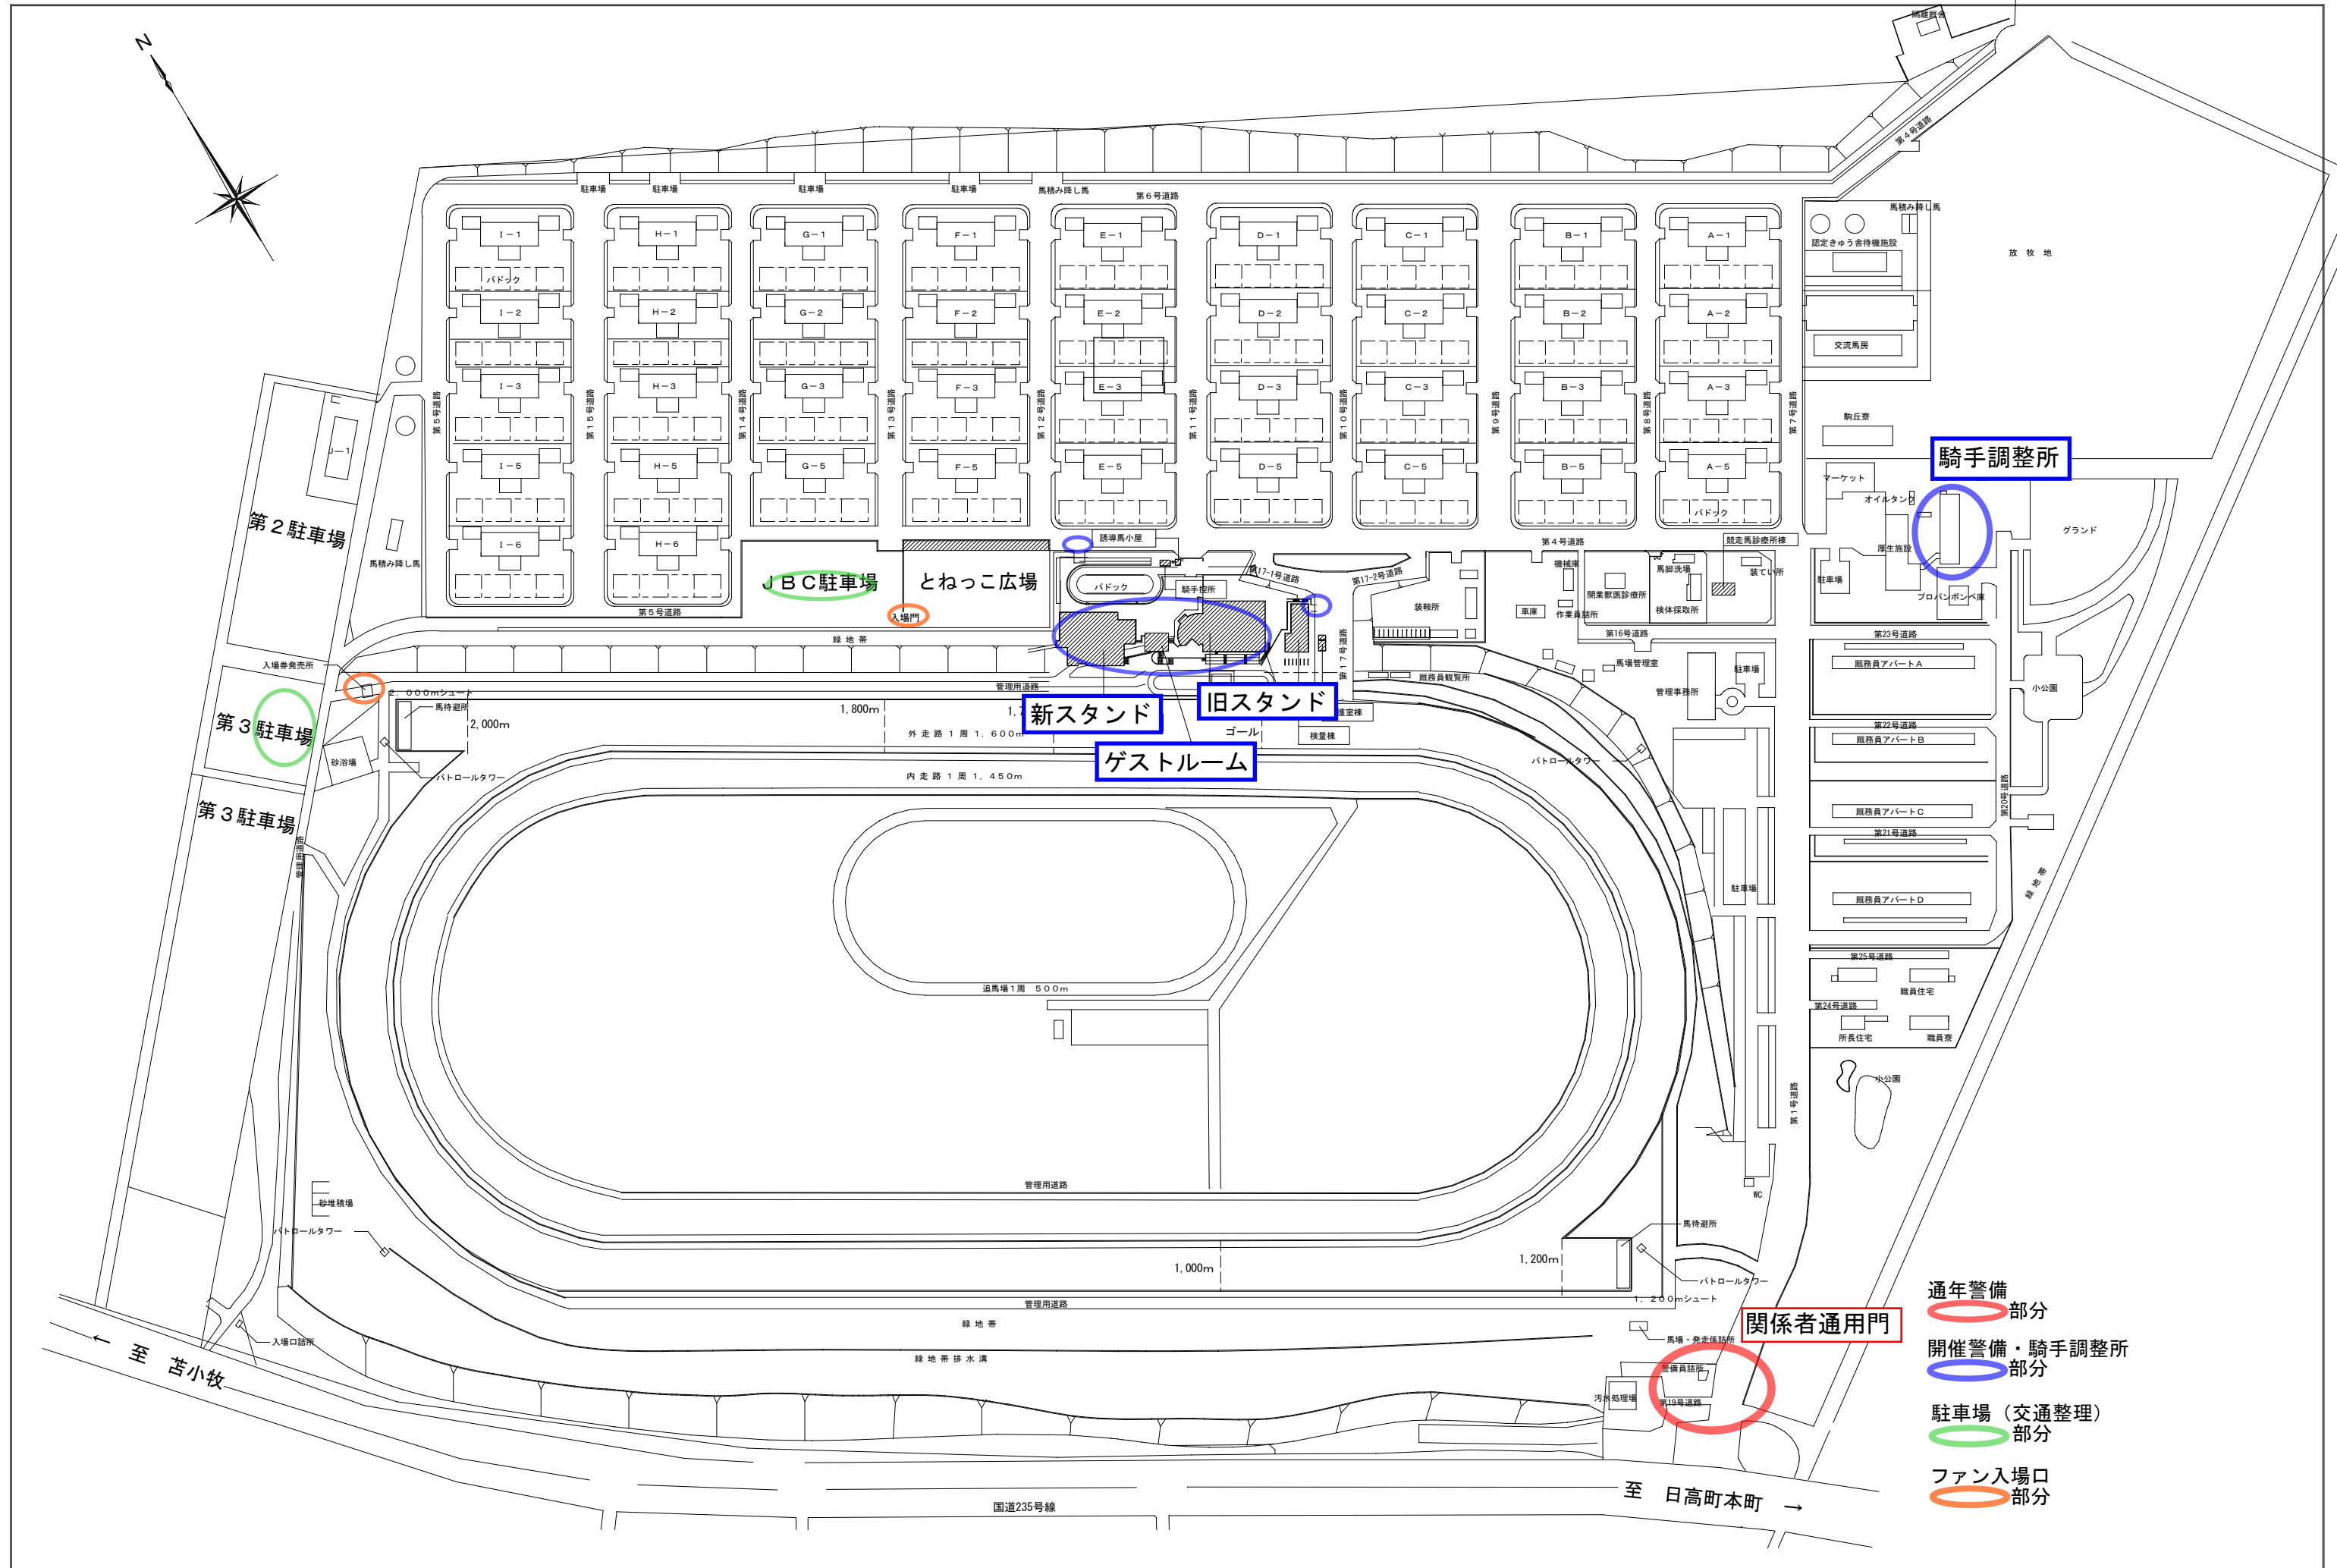 N
隔離厩舎
第4号道路
駐車場
駐車場
駐車場
駐車場
馬積み降し馬
第6号道路
馬積み降し馬
認定きゅう舎待機施設
放牧地
交流馬房
駒丘寮
I－1
H－1
G－1
F－1
E－1
D－1
C－1
B－1
A－1
パドック
I－2
H－2
G－2
F－2
E－2
D－2
C－2
B－2
A－2
I－3
H－3
G－3
F－3
E－3
D－3
C－3
B－3
A－3
I－5
H－5
G－5
F－5
E－5
D－5
C－5
B－5
A－5
パドック
I－6
H－6
第5号道路
第15号道路
第14号道路
第13号道路
第12号道路
第11号道路
第10号道路
第9号道路
第8号道路
第7号道路
J－1
第2駐車場
馬積み降し馬
騎手調整所
マーケット
オイルタンク
厚生施設
グランド
駐車場
プロパンボンベ庫
JBC駐車場
とねっこ広場
入場門
第5号道路
誘導馬小屋
パドック
騎手控所
第17-1号道路
第17-2号道路
第4号道路
競走馬診療所棟
機械庫
馬脚洗場
装てい所
開業獣医診療所
検体採取所
装鞍所
車庫
作業員詰所
第16号道路
第17号道路
緑地帯
入場券発売所
管理用道路
厩務員観覧所
馬場管理室
管理事務所
駐車場
第23号道路
厩務員アパートA
小公園
第22号道路
厩務員アパートB
厩務員アパートC
第21号道路
第20号道路
厩務員アパートD
緑地帯
第25号道路
職員住宅
第24号道路
所長住宅
職員寮
小公園
第1号道路
駐車場
WC
第3駐車場
2，000mシュート
馬待避所
2,000m
砂浴場
パトロールタワー
第3駐車場
管理用道路
1,800m
新スタンド
旧スタンド
ゲストルーム
ゴール
検量棟
外走路1周1，600m
内走路1周1，450m
パトロールタワー
追馬場1周 500m
管理用道路
砂堆積場
パトロールタワー
1,000m
1,200m
馬待避所
パトロールタワー
1，200mシュート
管理用道路
緑地帯
緑地帯排水溝
入場口詰所
← 至 苫小牧
馬場・発走係詰所
関係者通用門
警備員詰所
汚水処理場
第19号道路
国道235号線
至 日高町本町 →
通年警備
部分
開催警備・騎手調整所
部分
駐車場（交通整理）
部分
ファン入場口
部分